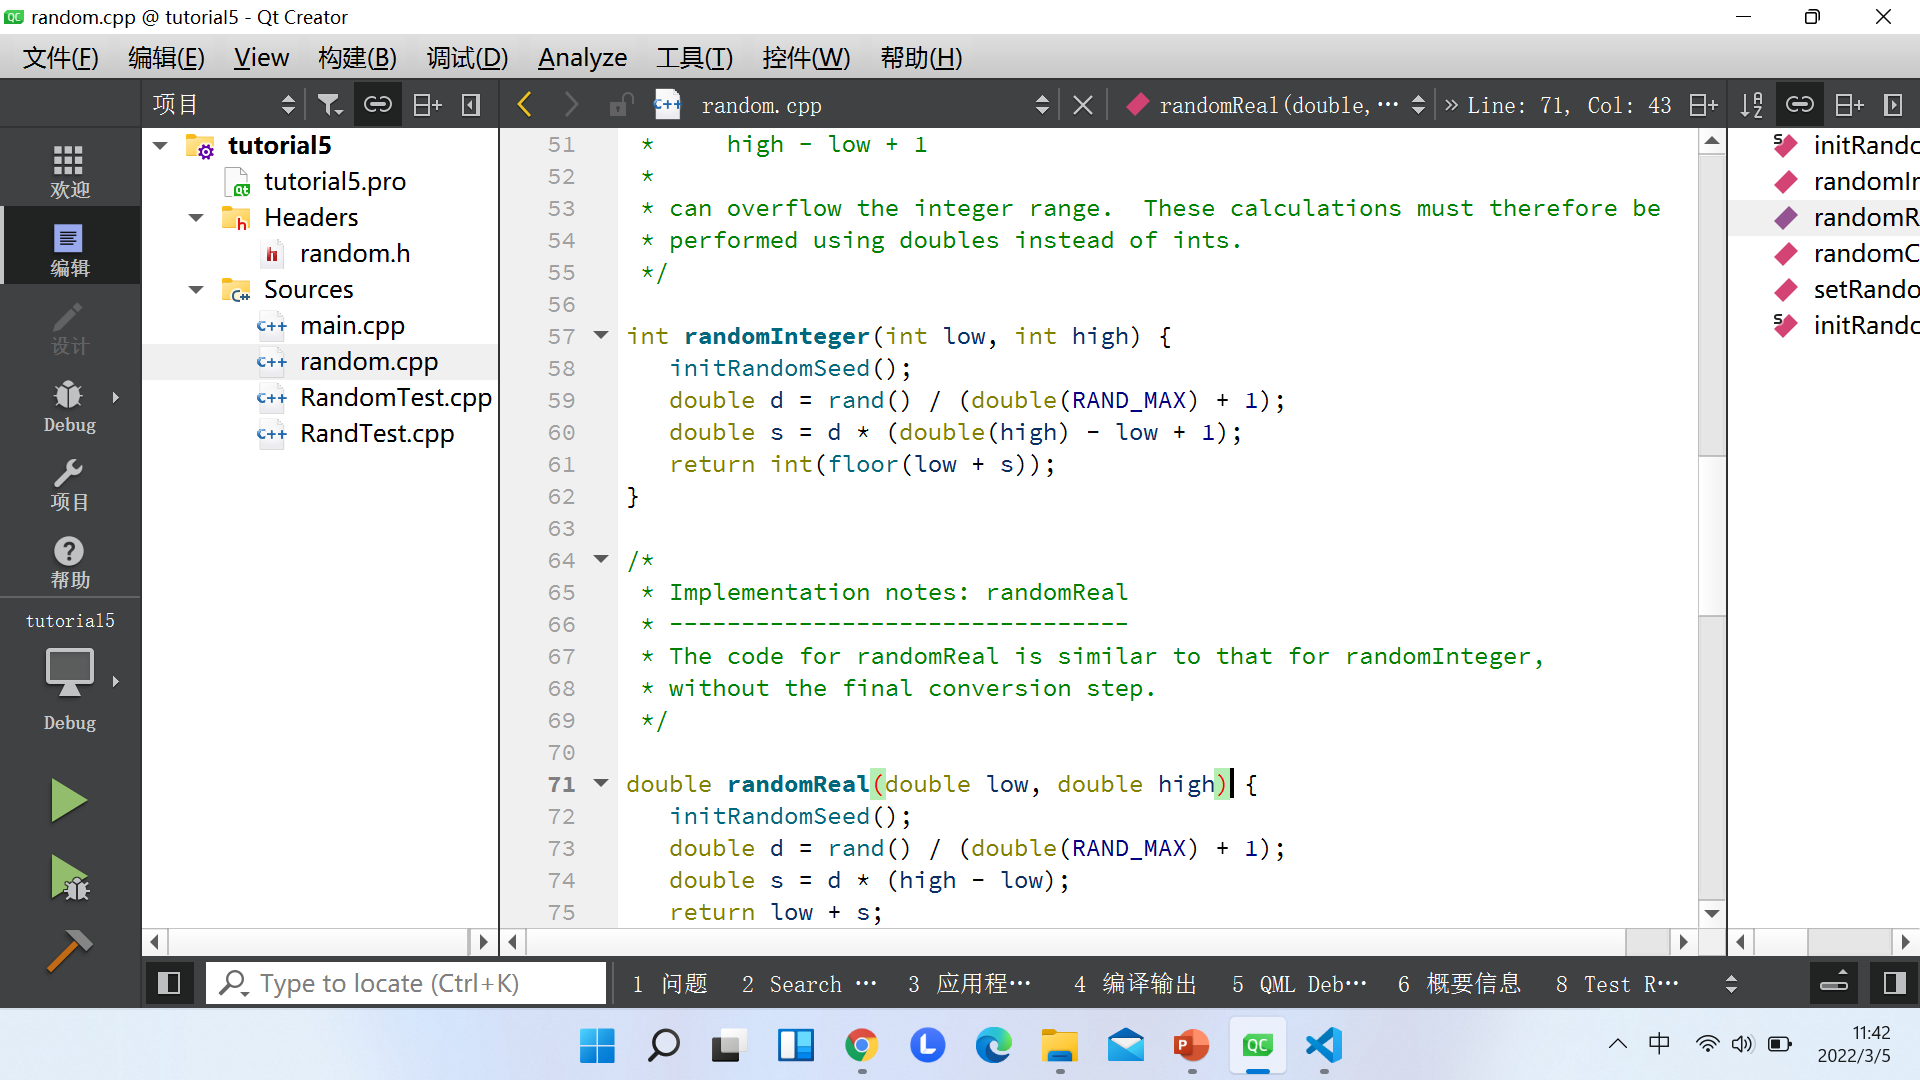 random.cpp @ tutorial5 - Qt Creator
文件(F) 编辑(E) View 构建(B) 调试(D) Analyze 工具(T) 控件(W) 帮助(H)
项目
random.cpp
randomReal(double,⋯
» Line: 71, Col: 43
欢迎
编辑
设计
Debug
项目
帮助
tutorial5
Debug
tutorial5
tutorial5.pro
Headers
random.h
Sources
main.cpp
random.cpp
RandomTest.cpp
RandTest.cpp
51 *     high - low + 1
52 *
53 * can overflow the integer range.  These calculations must therefore be
54 * performed using doubles instead of ints.
55 */
56
57 int randomInteger(int low, int high) {
58    initRandomSeed();
59    double d = rand() / (double(RAND_MAX) + 1);
60    double s = d * (double(high) - low + 1);
61    return int(floor(low + s));
62 }
63
64 /*
65 * Implementation notes: randomReal
66 * --------------------------------
67 * The code for randomReal is similar to that for randomInteger,
68 * without the final conversion step.
69 */
70
71 double randomReal(double low, double high) {
72    initRandomSeed();
73    double d = rand() / (double(RAND_MAX) + 1);
74    double s = d * (high - low);
75    return low + s;
initRando
randomIn
randomR
randomC
setRando
initRando
Type to locate (Ctrl+K)
1 问题 2 Search ⋯ 3 应用程⋯ 4 编译输出 5 QML Deb⋯ 6 概要信息 8 Test R⋯
中
11:42
2022/3/5